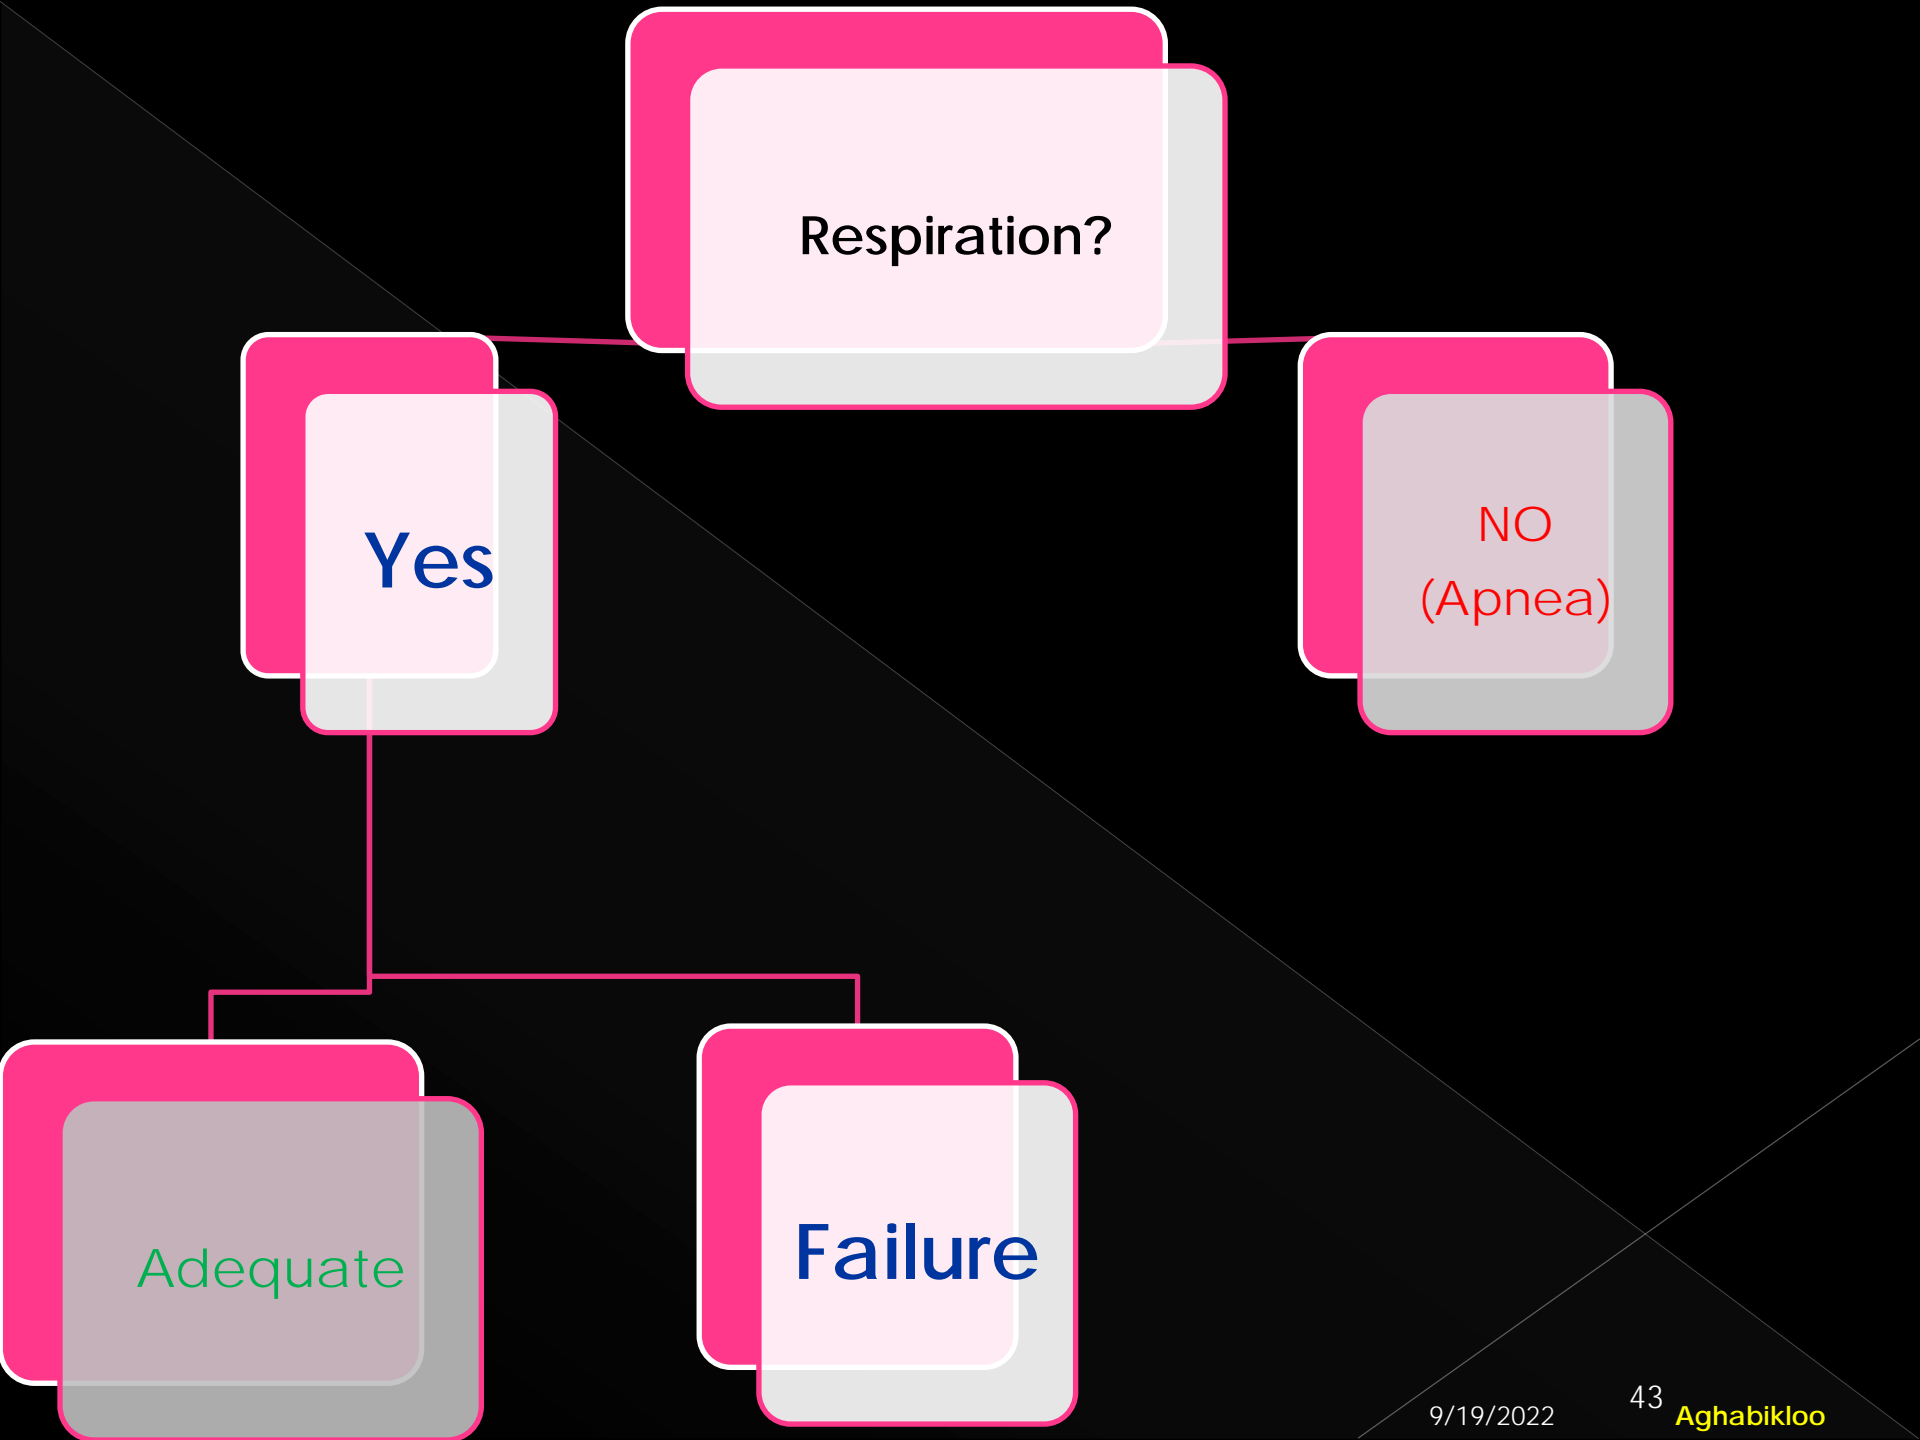 Respiration?
Yes
NO
(Apnea)
Adequate
Failure
9/19/2022
43
Aghabikloo